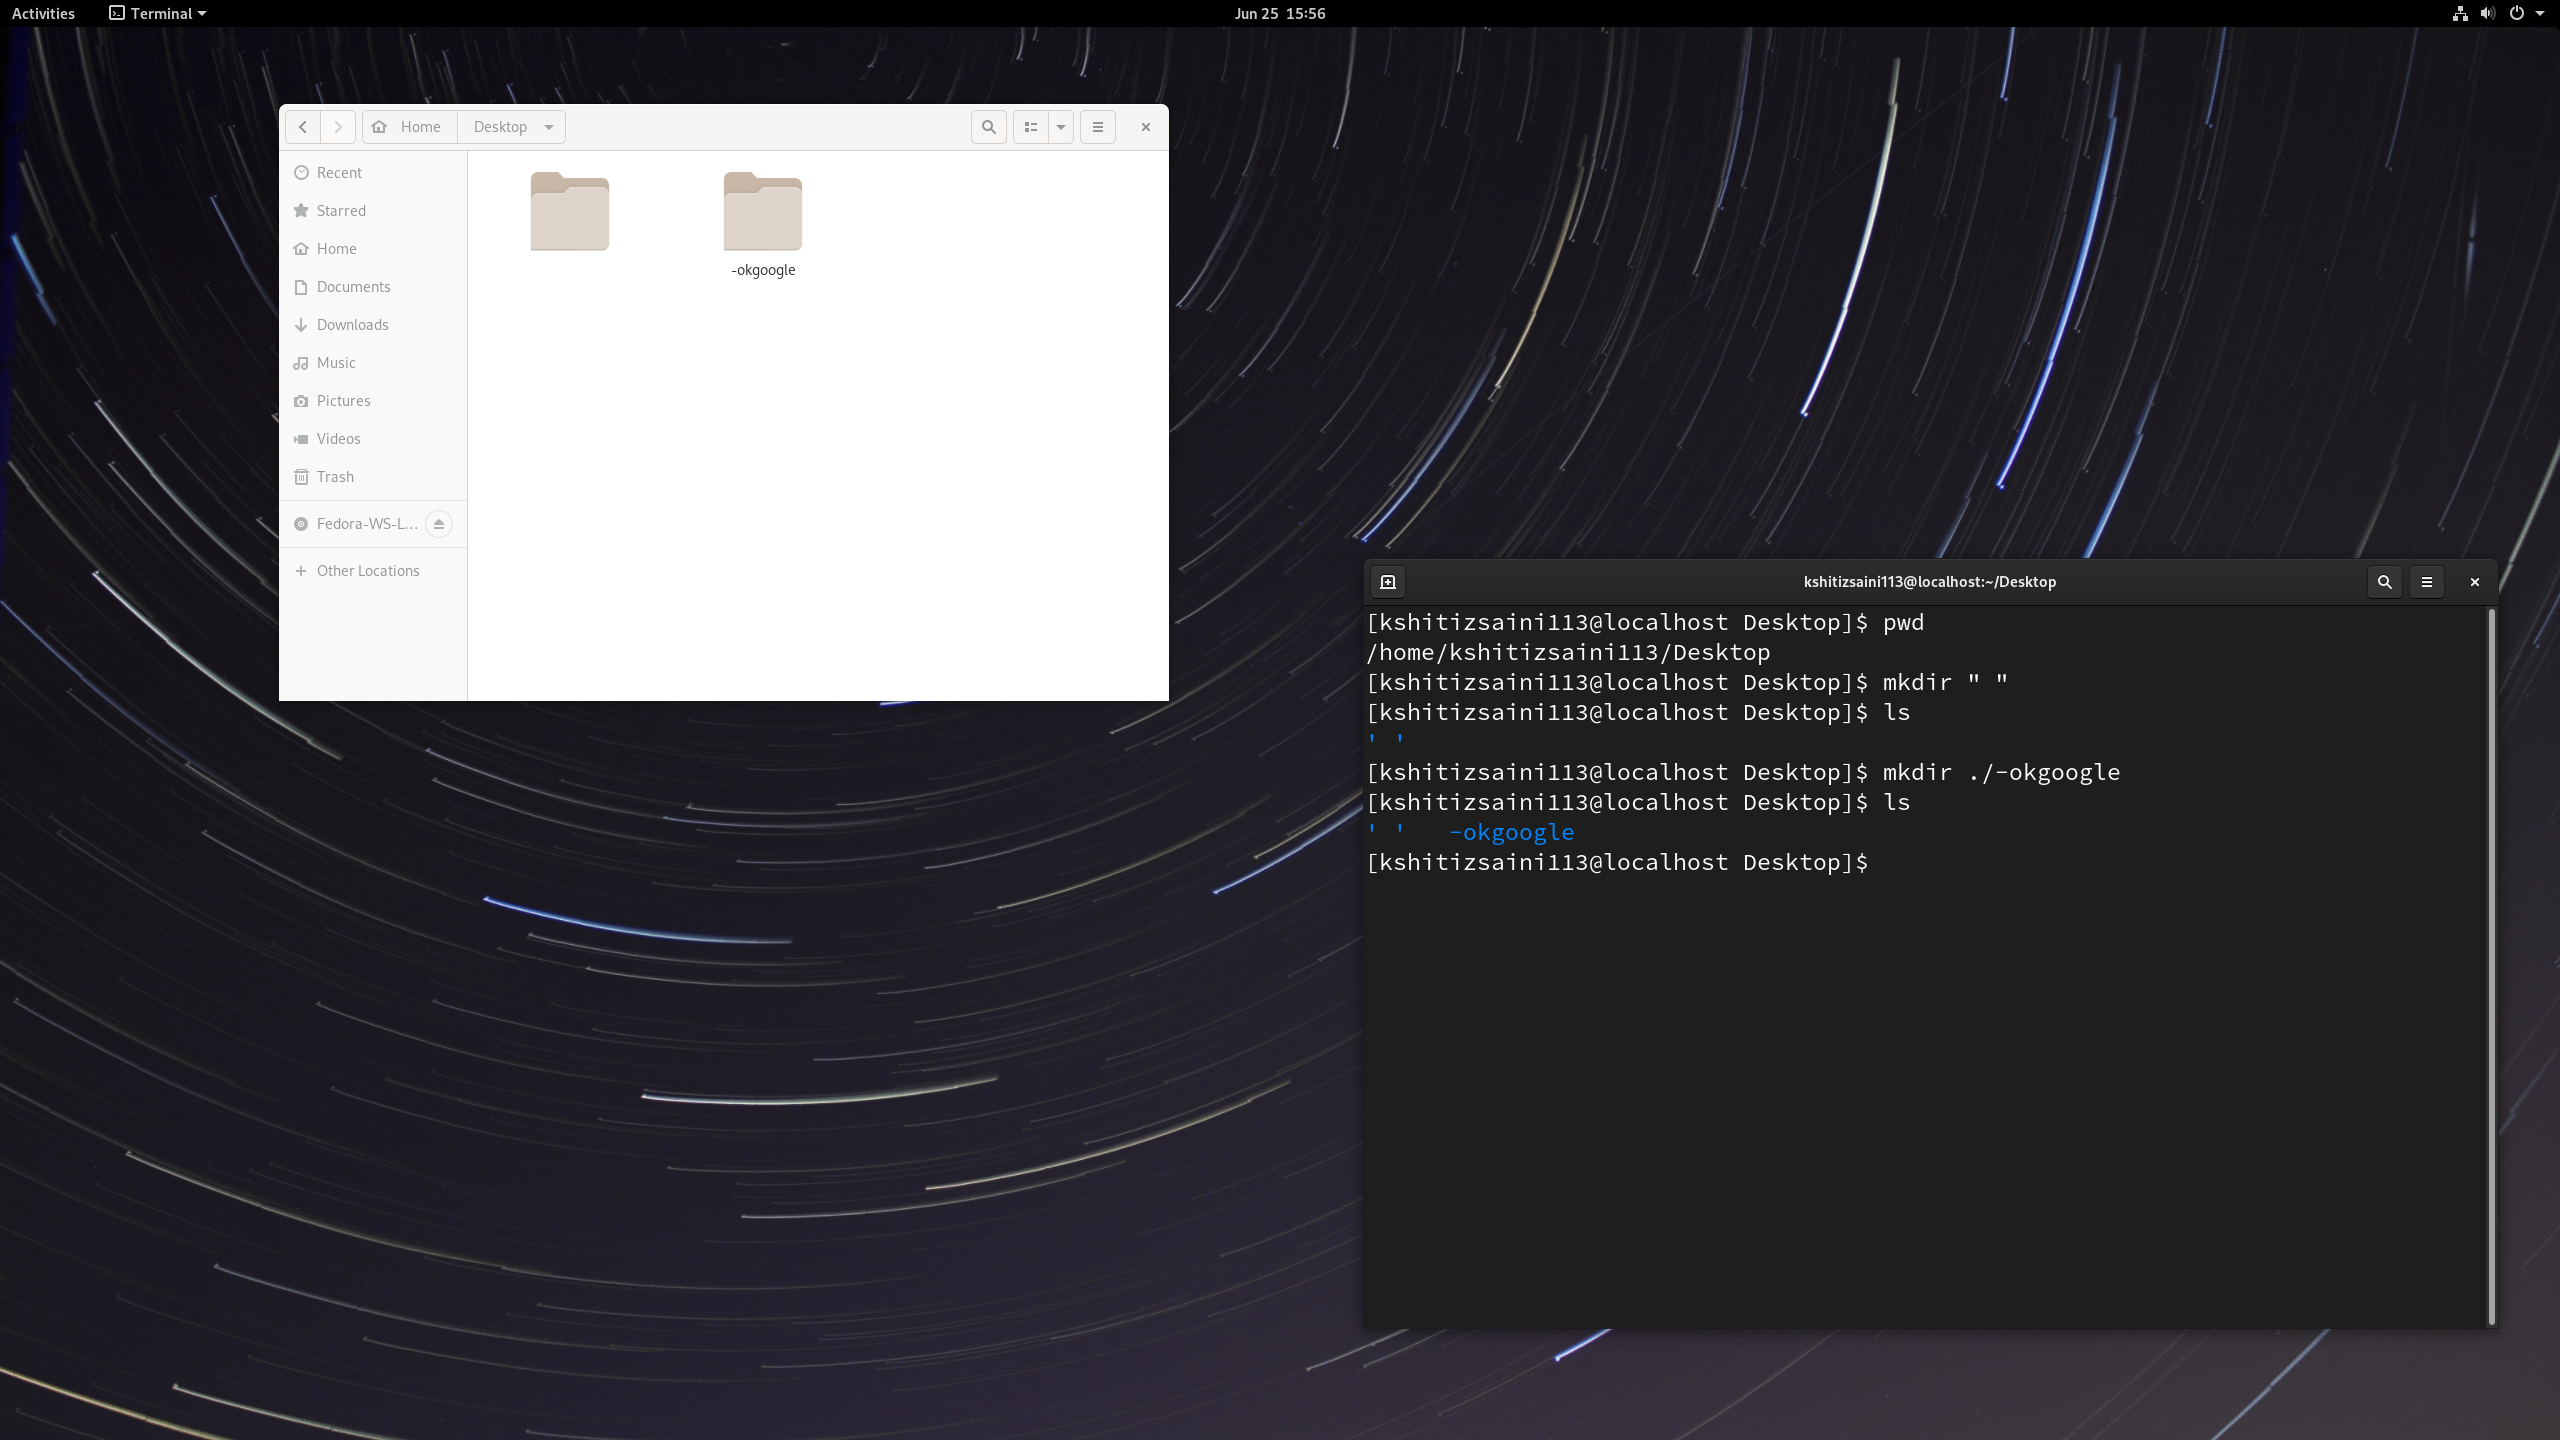 Activities
Terminal
Jun 25 15:56
Home
Desktop
Recent
Starred
Home
Documents
Downloads
Music
Pictures
Videos
Trash
Fedora-WS-L…
Other Locations
-okgoogle
kshitizsaini113@localhost:~/Desktop
[kshitizsaini113@localhost Desktop]$ pwd
/home/kshitizsaini113/Desktop
[kshitizsaini113@localhost Desktop]$ mkdir " "
[kshitizsaini113@localhost Desktop]$ ls
' '
[kshitizsaini113@localhost Desktop]$ mkdir ./-okgoogle
[kshitizsaini113@localhost Desktop]$ ls
' '   -okgoogle
[kshitizsaini113@localhost Desktop]$